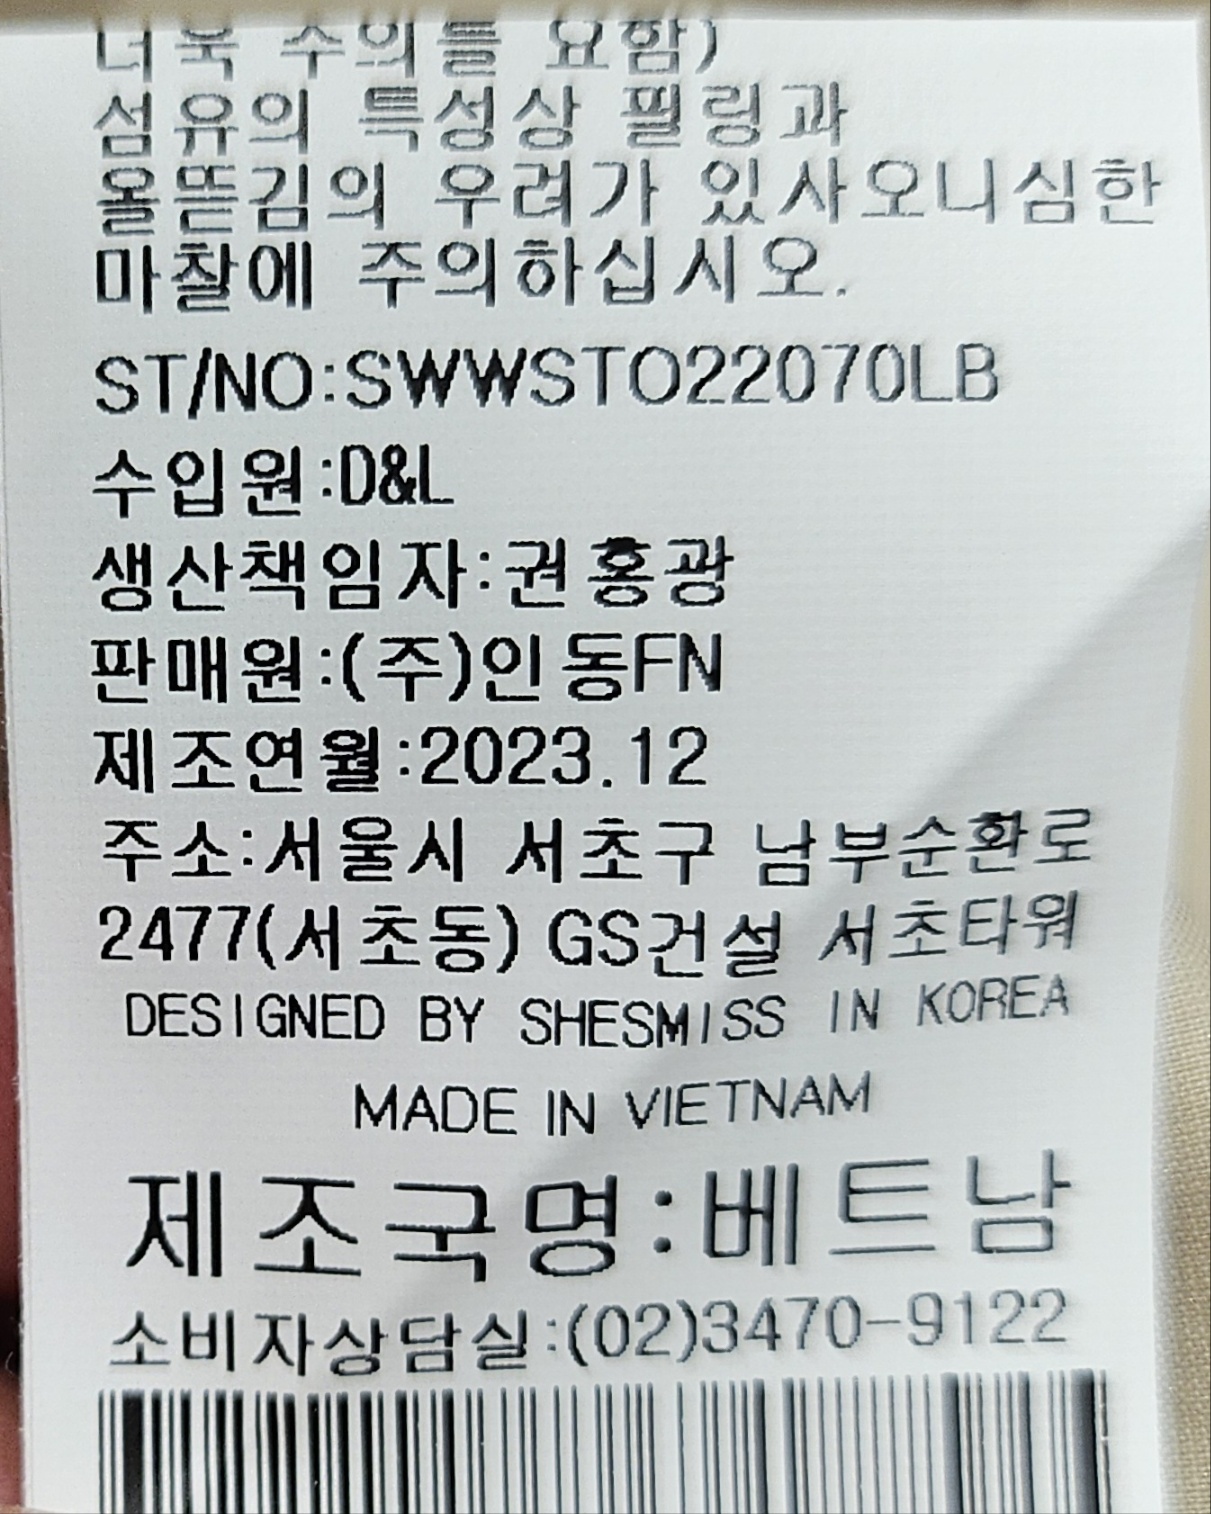 더욱 주의를 요함)
섬유의 특성상 필링과
올뜯김의 우려가 있사오니심한
마찰에 주의하십시오.
ST/NO:SWWSTO22070LB
수입원:D&L
생산책임자:권홍광
판매원:(주)인동FN
제조연월:2023.12
주소:서울시 서초구 남부순환로
2477(서초동) GS건설 서초타워
DESIGNED BY SHESMISS IN KOREA
MADE IN VIETNAM
제조국명:베트남
소비자상담실:(02)3470-9122